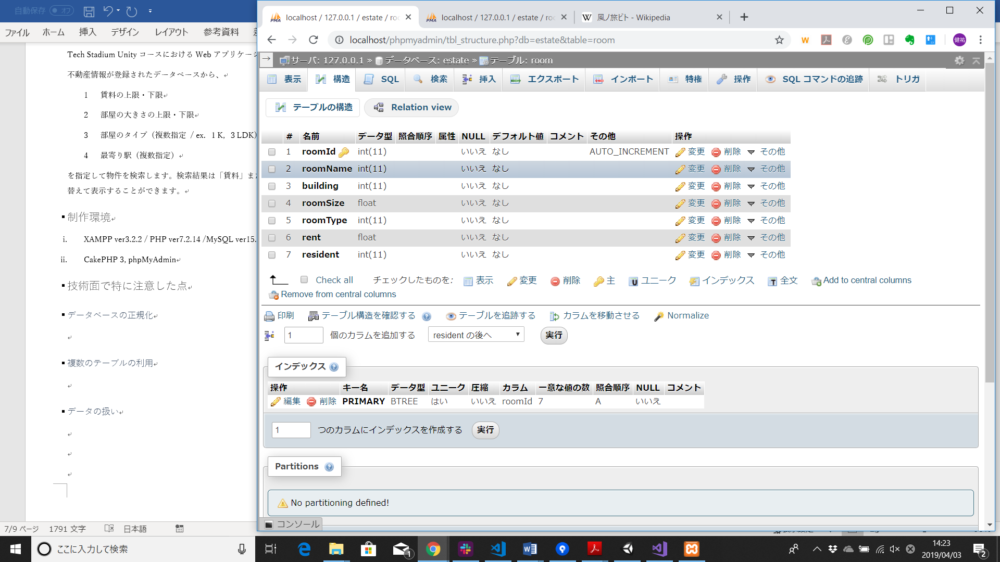 自動保存 オフ
ファイル ホーム 挿入 デザイン レイアウト 参考資料
Tech Stadium Unity コースにおける Web アプリケーシ
不動産情報が登録されたデータベースから、
1 賃料の上限・下限
2 部屋の大きさの上限・下限
3 部屋のタイプ（複数指定 / ex. 1 K, 3 LDK）
4 最寄り駅（複数指定）
を指定して物件を検索します。検索結果は「賃料」ま
替えて表示することができます。
制作環境
i. XAMPP ver3.2.2 / PHP ver7.2.14 /MySQL ver15.
ii. CakePHP 3, phpMyAdmin
技術面で特に注意した点
データベースの正規化
複数のテーブルの利用
データの扱い
7/9 ページ 1791 文字 日本語
localhost / 127.0.0.1 / estate / ro
localhost / 127.0.0.1 / estate / ro
W 風ノ旅ビト - Wikipedia
localhost/phpmyadmin/tbl_structure.php?db=estate&table=room
健祐
サーバ: 127.0.0.1 » データベース: estate » テーブル: room
表示 構造 SQL 検索 挿入 エクスポート インポート 特権 操作 SQL コマンドの追跡 トリガ
テーブルの構造 Relation view
# 名前 データ型 照合順序 属性 NULL デフォルト値 コメント その他 操作
1 roomId int(11) いいえ なし AUTO_INCREMENT 変更 削除 その他
2 roomName int(11) いいえ なし 変更 削除 その他
3 building int(11) いいえ なし 変更 削除 その他
4 roomSize float いいえ なし 変更 削除 その他
5 roomType int(11) いいえ なし 変更 削除 その他
6 rent float いいえ なし 変更 削除 その他
7 resident int(11) いいえ なし 変更 削除 その他
Check all チェックしたものを: 表示 変更 削除 主 ユニーク インデックス 全文 Add to central columns
Remove from central columns
印刷 テーブル構造を確認する テーブルを追跡する カラムを移動させる Normalize
1 個のカラムを追加する resident の後へ 実行
インデックス
操作 キー名 データ型 ユニーク 圧縮 カラム 一意な値の数 照合順序 NULL コメント
編集 削除 PRIMARY BTREE はい いいえ roomId 7 A いいえ
1 つのカラムにインデックスを作成する 実行
Partitions
No partitioning defined!
コンソール
ここに入力して検索
1
14:23
2019/04/03
2